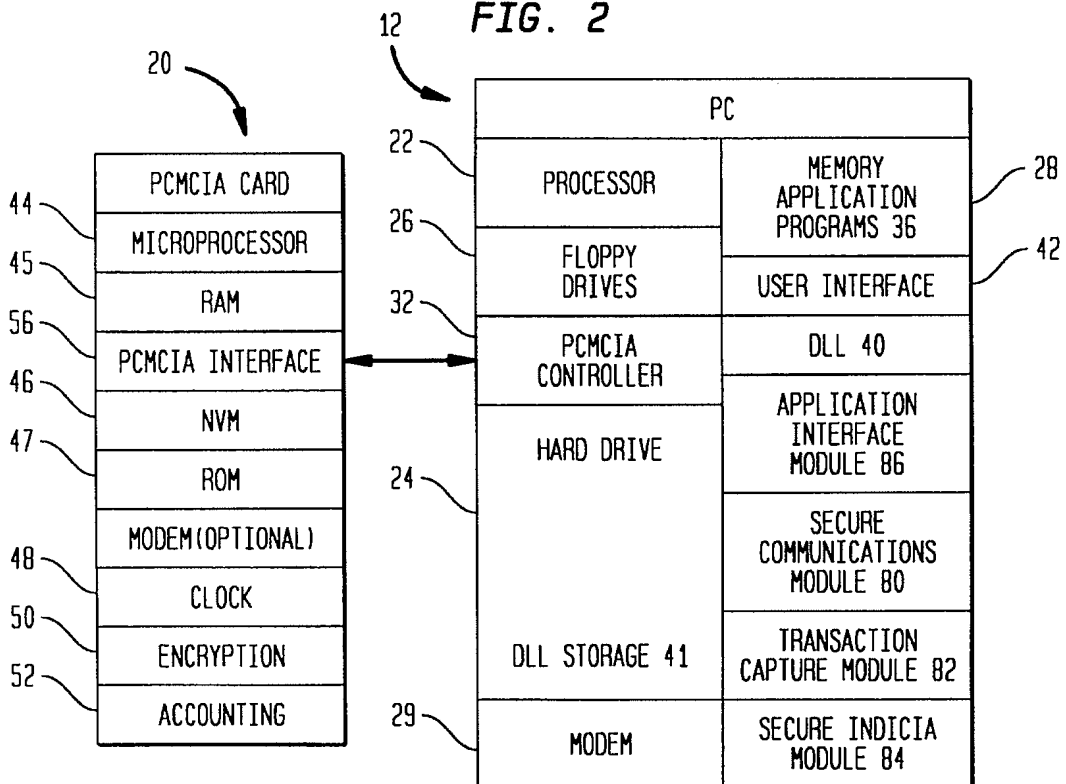 FIG. 2
12
20
PCMCIA CARD
44
MICROPROCESSOR
45
RAM
56
PCMCIA INTERFACE
46
NVM
47
ROM
MODEM(OPTIONAL)
48
CLOCK
50
ENCRYPTION
52
ACCOUNTING
PC
22
PROCESSOR
26
FLOPPY
DRIVES
32
PCMCIA
CONTROLLER
24
HARD DRIVE
DLL STORAGE 41
29
MODEM
MEMORY
APPLICATION
PROGRAMS 36
28
USER INTERFACE
42
DLL 40
APPLICATION
INTERFACE
MODULE 86
SECURE
COMMUNICATIONS
MODULE 80
TRANSACTION
CAPTURE MODULE 82
SECURE INDICIA
MODULE 84